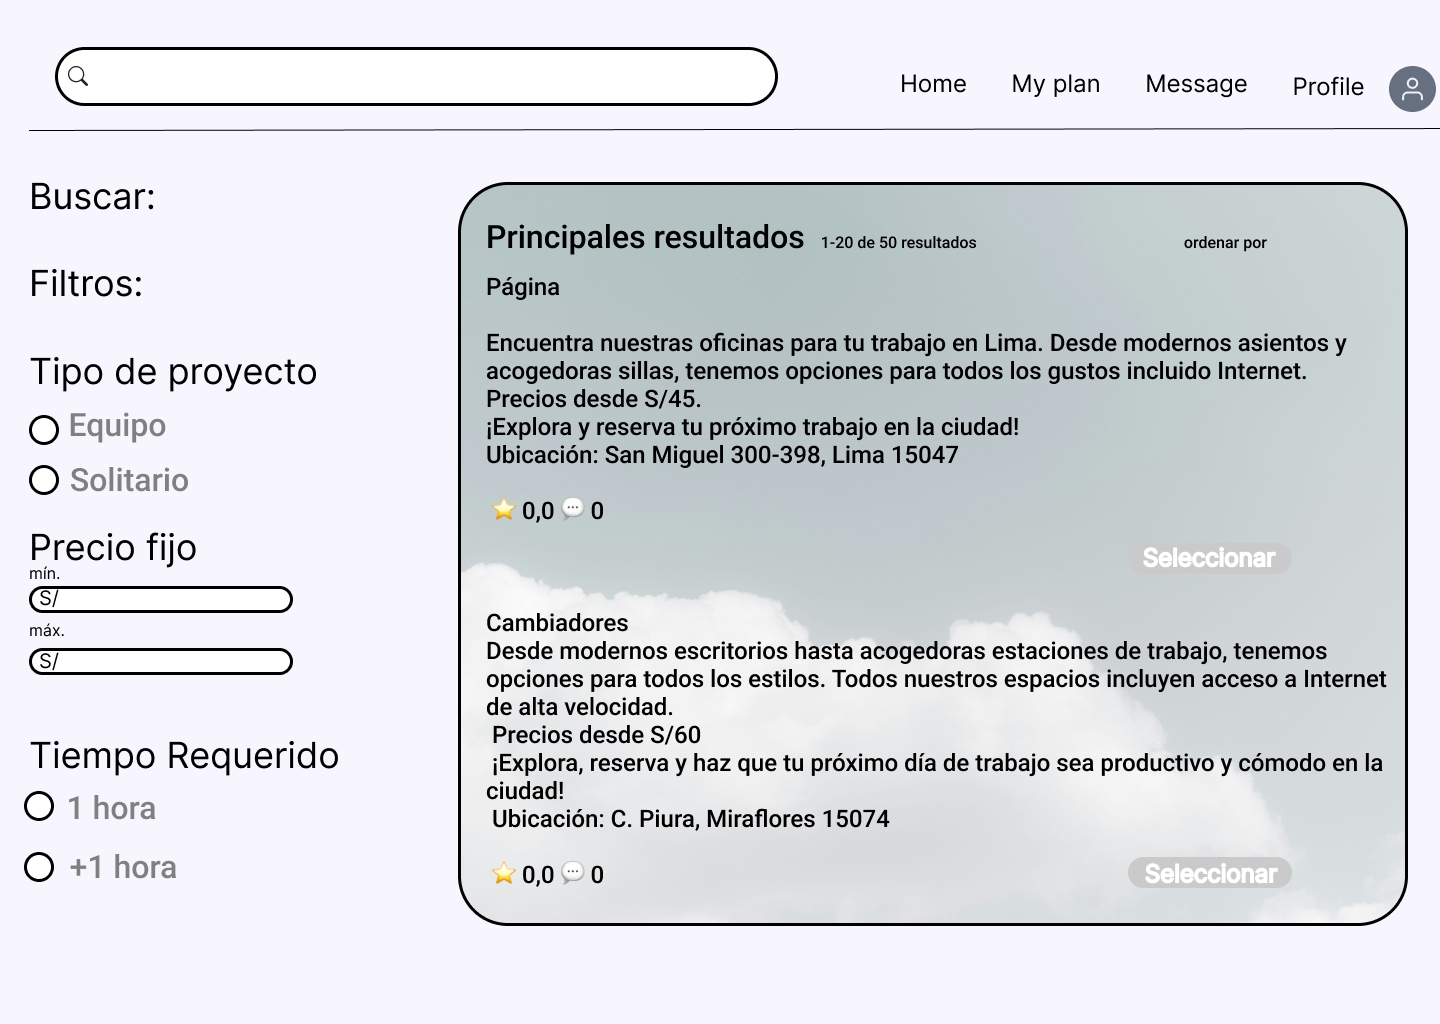 Home My plan Message Profile
Buscar:
Filtros:
Tipo de proyecto
Equipo
Solitario
Precio fijo
mín.
S/
máx.
S/
Tiempo Requerido
1 hora
+1 hora
Principales resultados 1-20 de 50 resultados ordenar por
Página
Encuentra nuestras oficinas para tu trabajo en Lima. Desde modernos asientos y
acogedoras sillas, tenemos opciones para todos los gustos incluido Internet.
Precios desde S/45.
¡Explora y reserva tu próximo trabajo en la ciudad!
Ubicación: San Miguel 300-398, Lima 15047
⭐ 0,0 💬 0
Seleccionar
Cambiadores
Desde modernos escritorios hasta acogedoras estaciones de trabajo, tenemos
opciones para todos los estilos. Todos nuestros espacios incluyen acceso a Internet
de alta velocidad.
Precios desde S/60
¡Explora, reserva y haz que tu próximo día de trabajo sea productivo y cómodo en la
ciudad!
Ubicación: C. Piura, Miraflores 15074
⭐ 0,0 💬 0
Seleccionar